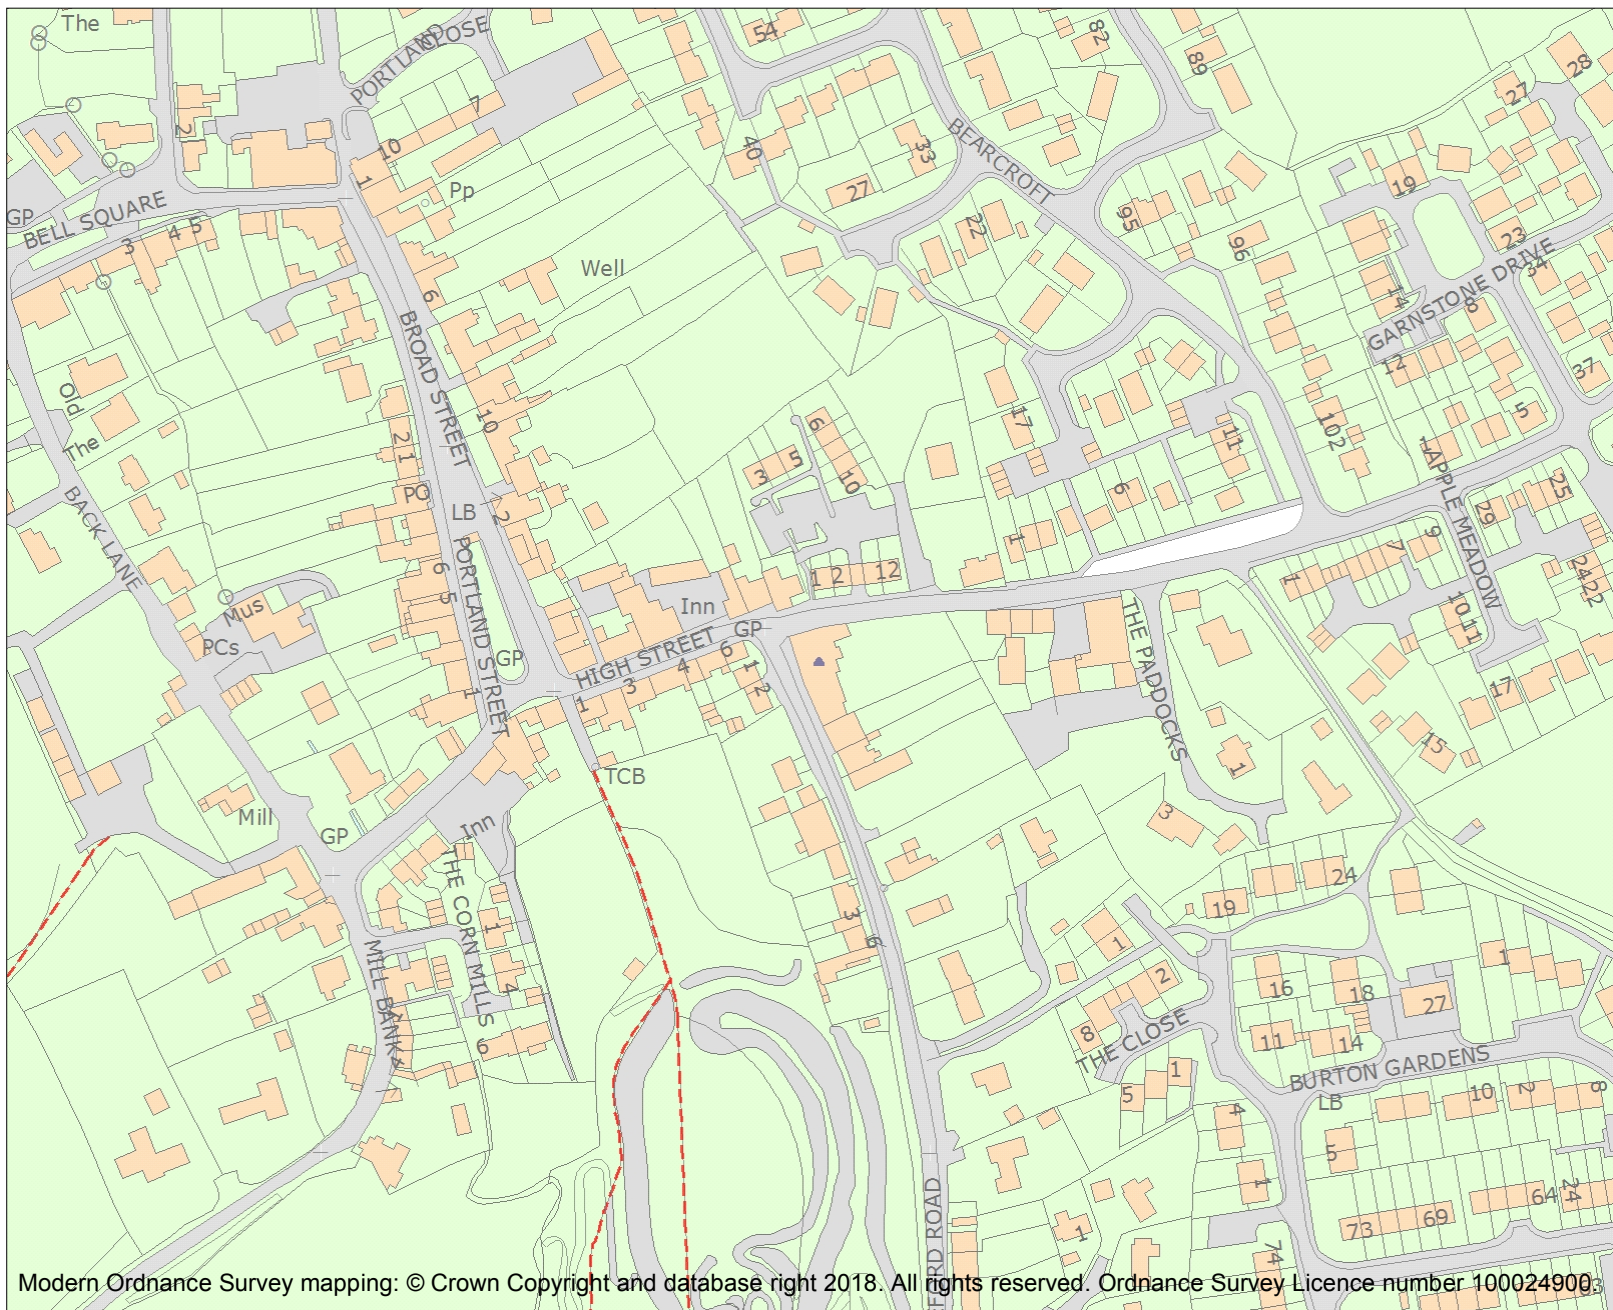 The
PORTLAND CLOSE
54
82
89
28
27
2
7
10
40
33
BEARCROFT
19
1
Pp
27
GP
BELL SQUARE
3
4
5
22
95
96
23
34
GARNSTONE DRIVE
Well
6
14
8
BROAD STREET
12
37
Old
The
10
6
17
11
102
5
21
3
5
10
APPLE MEADOW
PO
LB
2
6
25
29
BACK LANE
1
9
7
6
5
PORTLAND STREET
1
2
12
1
24
22
10
11
Mus
PCs
Inn
GP
THE PADDOCKS
GP
HIGH STREET
6
1
4
2
3
1
1
17
15
TCB
1
Mill
GP
Inn
3
THE CORN MILLS
24
19
3
6
1
1
1
MILL BANK
4
2
16
18
27
6
8
THE CLOSE
11
14
BURTON GARDENS
4
1
5
LB
10
2
8
4
5
1
64
24
73
69
1
74
FORD ROAD
63
Modern Ordnance Survey mapping: © Crown Copyright and database right 2018. All rights reserved. Ordnance Survey Licence number 100024900.